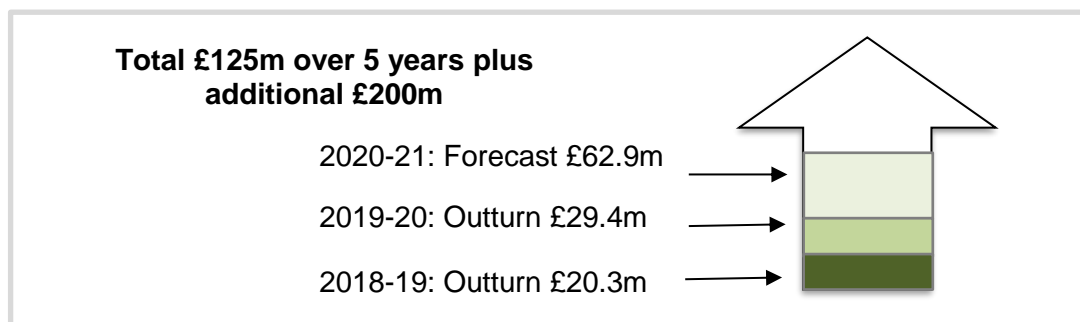 Total £125m over 5 years plus
additional £200m
2020-21: Forecast £62.9m
2019-20: Outturn £29.4m
2018-19: Outturn £20.3m